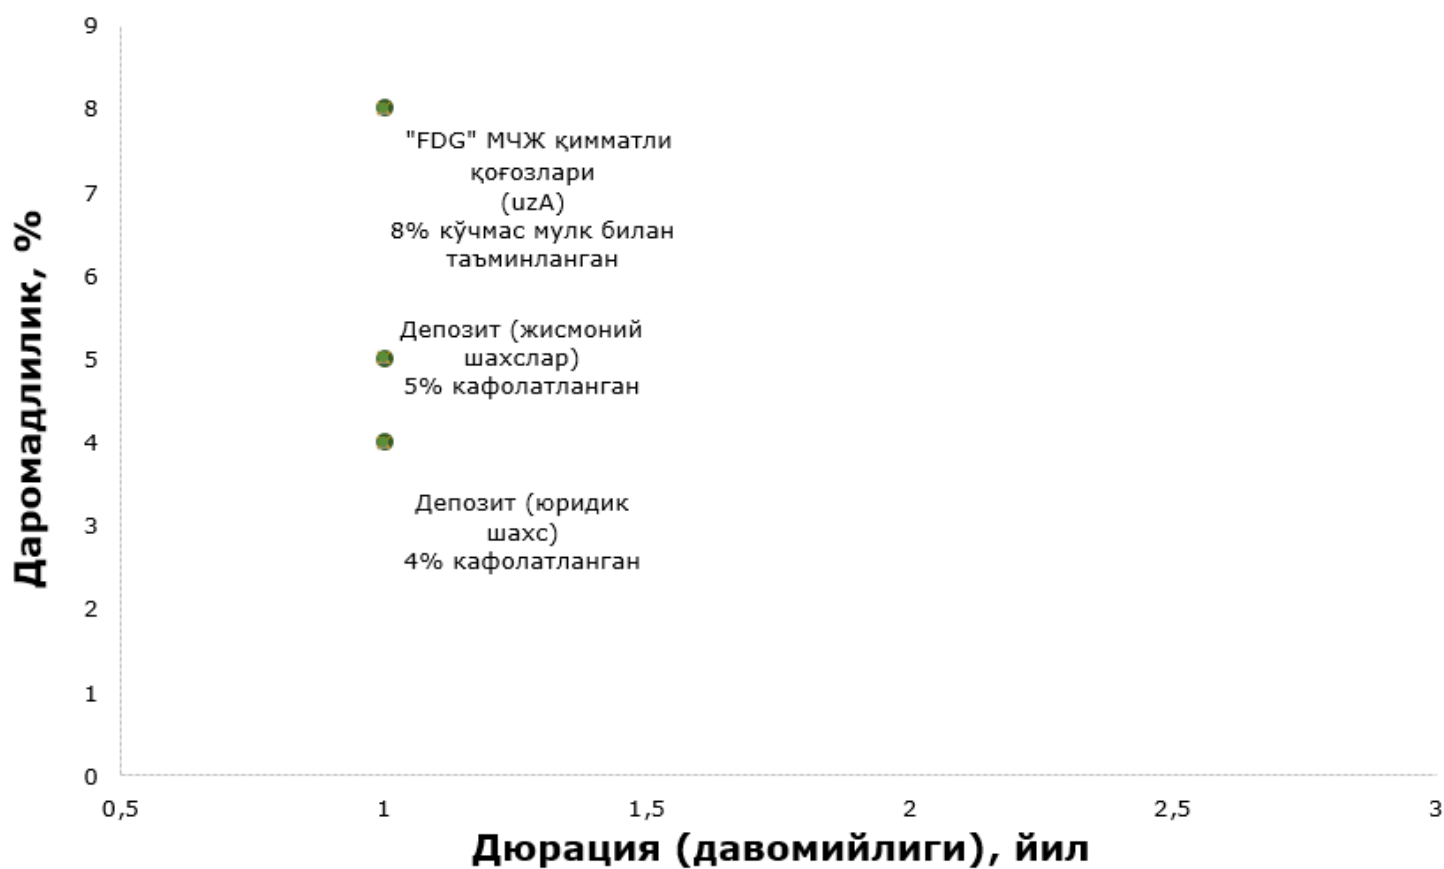 9
8
"FDG" МЧЖ қимматли
қоғозлари
(uzA)
8% кўчмас мулк билан
таъминланган
7
6
Депозит (жисмоний
шахслар)
5% кафолатланган
5
4
Депозит (юридик
шахс)
4% кафолатланган
3
2
1
0
Даромадлилик, %
0,5
1
1,5
2
2,5
3
Дюрация (давомийлиги), йил